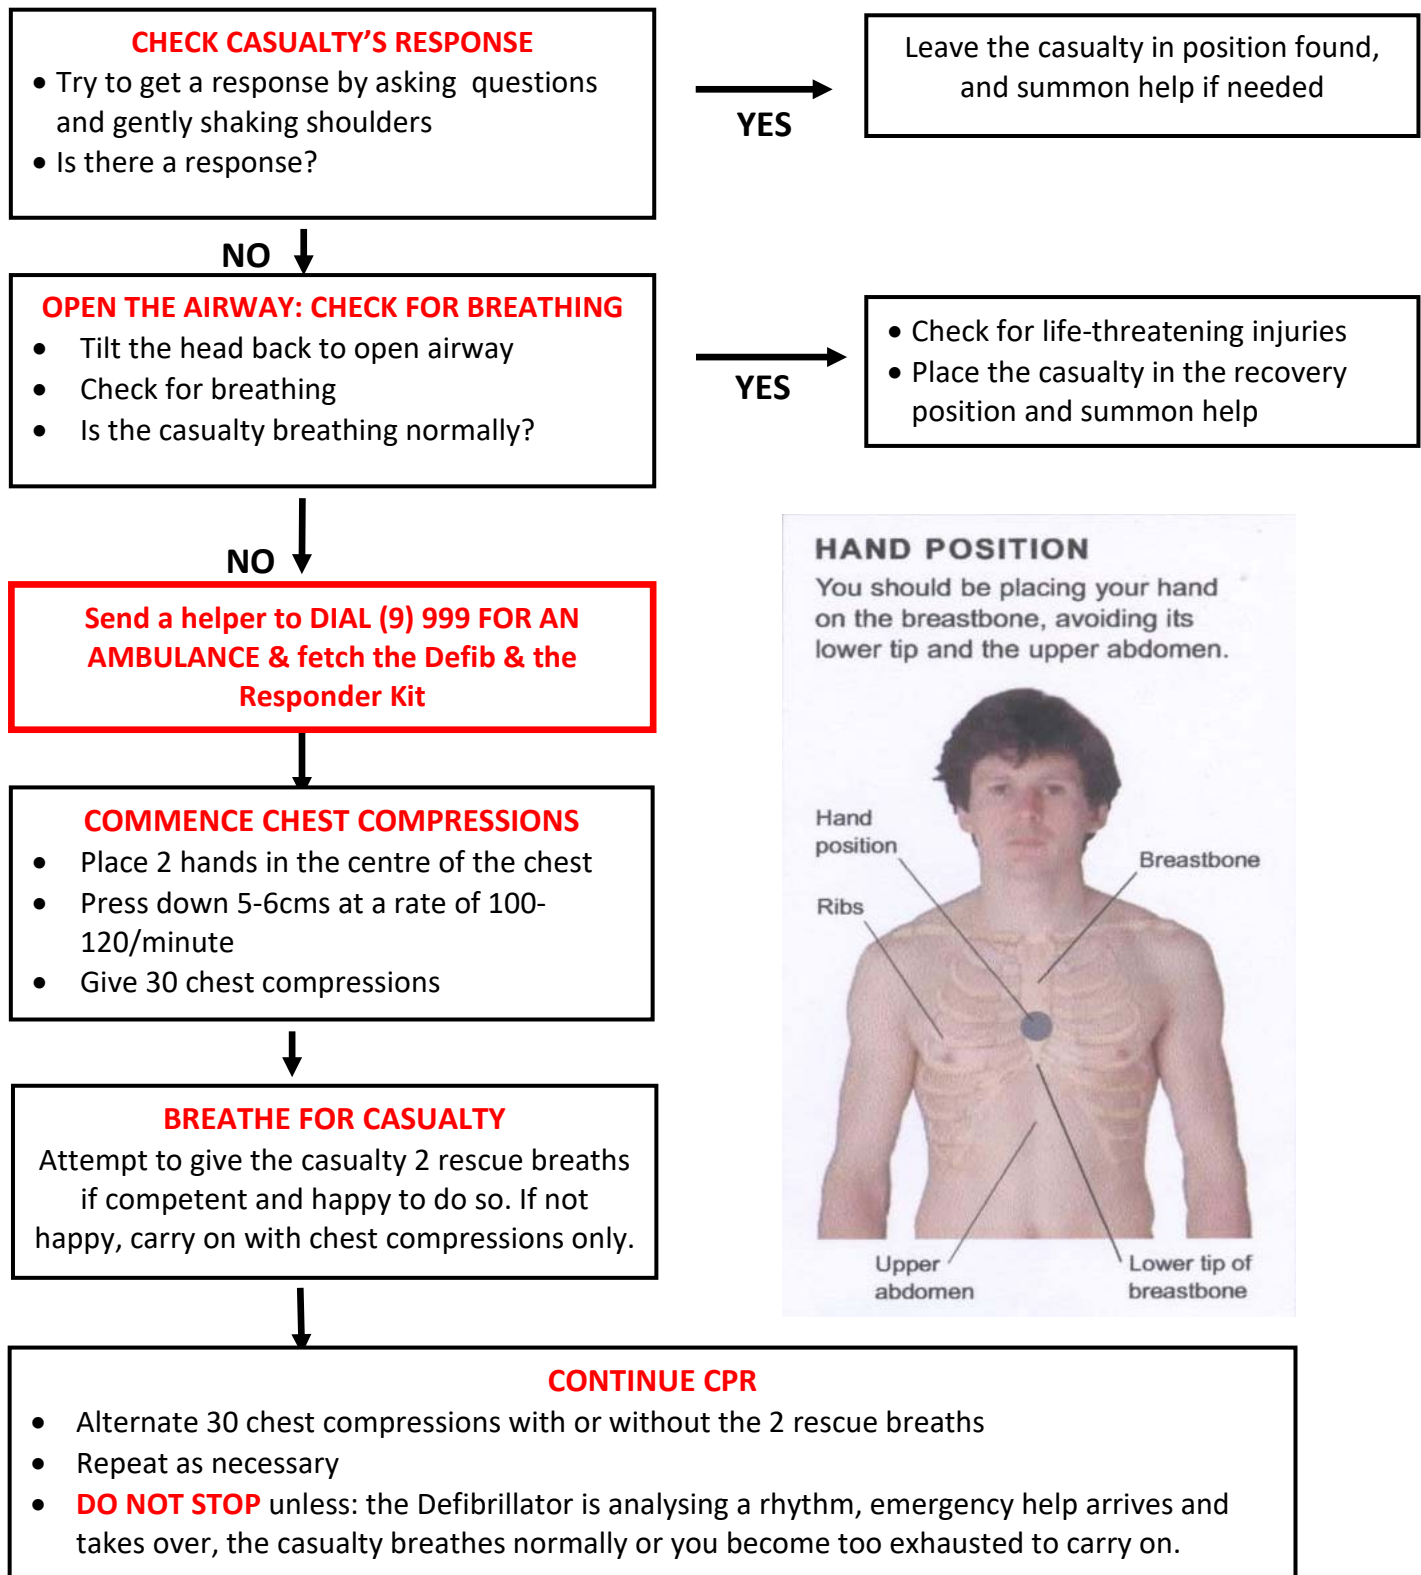 CHECK CASUALTY’S RESPONSE
• Try to get a response by asking questions
and gently shaking shoulders
• Is there a response?
YES
Leave the casualty in position found,
and summon help if needed
NO
OPEN THE AIRWAY: CHECK FOR BREATHING
• Tilt the head back to open airway
• Check for breathing
• Is the casualty breathing normally?
YES
• Check for life-threatening injuries
• Place the casualty in the recovery
position and summon help
NO
Send a helper to DIAL (9) 999 FOR AN
AMBULANCE & fetch the Defib & the
Responder Kit
COMMENCE CHEST COMPRESSIONS
• Place 2 hands in the centre of the chest
• Press down 5-6cms at a rate of 100-
120/minute
• Give 30 chest compressions
BREATHE FOR CASUALTY
Attempt to give the casualty 2 rescue breaths
if competent and happy to do so. If not
happy, carry on with chest compressions only.
HAND POSITION
You should be placing your hand
on the breastbone, avoiding its
lower tip and the upper abdomen.
Hand
position
Breastbone
Ribs
Upper
abdomen
Lower tip of
breastbone
CONTINUE CPR
• Alternate 30 chest compressions with or without the 2 rescue breaths
• Repeat as necessary
• DO NOT STOP unless: the Defibrillator is analysing a rhythm, emergency help arrives and
takes over, the casualty breathes normally or you become too exhausted to carry on.